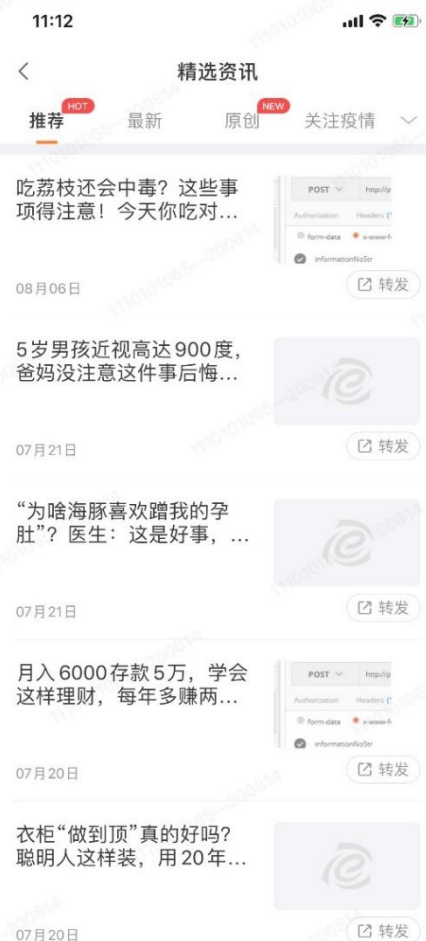 11:12
精选资讯
HOT
NEW
推荐 最新 原创 关注疫情
吃荔枝还会中毒？这些事
项得注意！今天你吃对...
POST http://p
Authorization Headers (
form-data x-www-f
informationNoStr
08月06日
转发
5岁男孩近视高达900度，
爸妈没注意这件事后悔...
07月21日
转发
“为啥海豚喜欢蹭我的孕
肚”？医生：这是好事，...
07月21日
转发
月入6000存款5万，学会
这样理财，每年多赚两...
POST http://p
Authorization Headers (
form-data x-www-f
informationNoStr
07月20日
转发
衣柜“做到顶”真的好吗？
聪明人这样装，用20年...
07月20日
转发